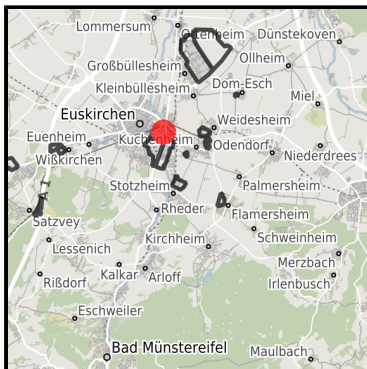 Lommersum
Ottenheim
Dünstekoven
Ollheim
Großbüllesheim
Kleinbüllesheim
Dom-Esch
Miel
Euskirchen
Weidesheim
Euenheim
Kuchenheim
Odendorf
Wißkirchen
Niederdrees
Stotzheim
Palmersheim
Rheder
Flamersheim
Satzvey
Schweinheim
Lessenich
Kirchheim
Merzbach
Rißdorf
Kalkar
Arloff
Irlenbusch
Eschweiler
Bad Münstereifel
Maulbach